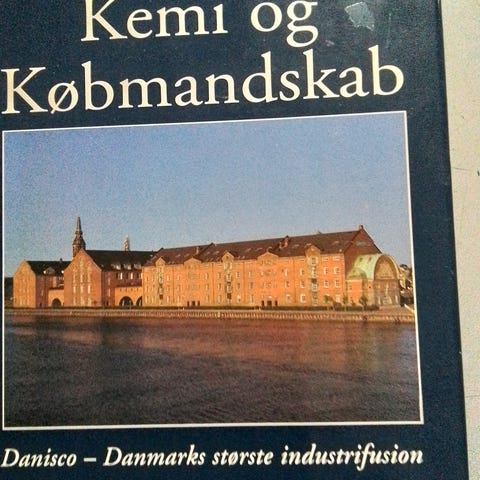 Kemi og
Købmandskab
Danisco – Danmarks største industrifusion